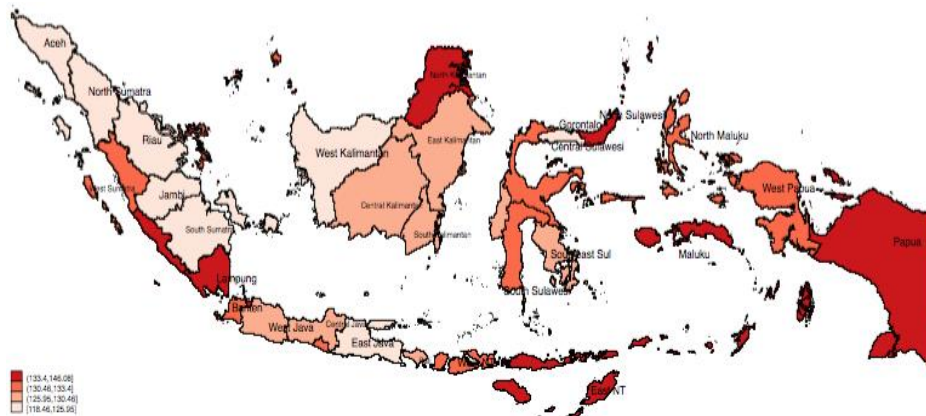 Aceh
North Sumatra
Riau
West Sumatra
Jambi
South Sumatra
Lampung
Banten
West Java
Central Java
East Java
West Kalimantan
Central Kalimantan
South Kalimantan
East Kalimantan
North Kalimantan
Gorontalo
North Sulawesi
Central Sulawesi
South Sulawesi
Southeast Sul
North Maluku
Maluku
West Papua
Papua
East NT
(133.4,146.08]
(130.46,133.4]
(125.95,130.46]
[118.46,125.95]